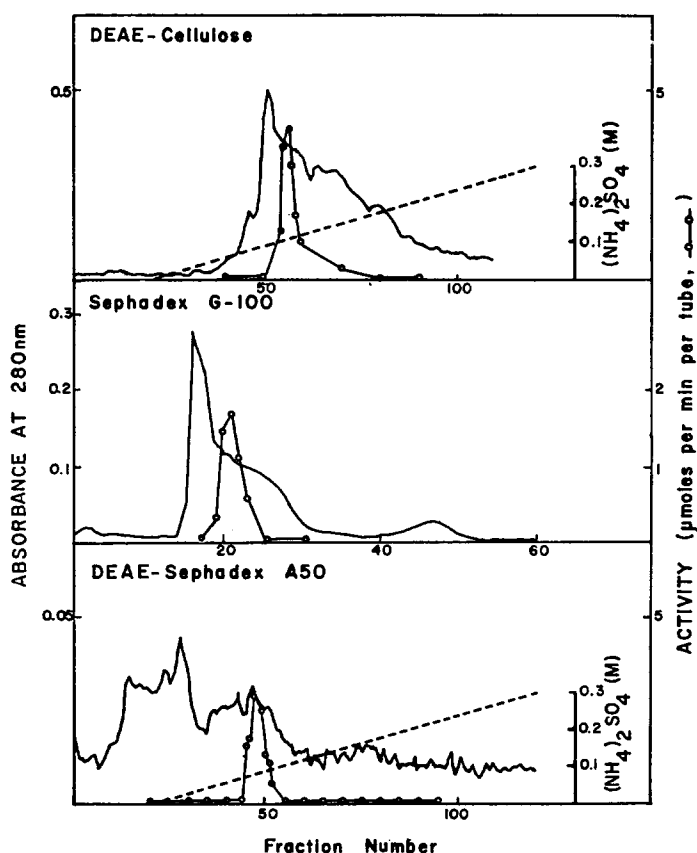 DEAE-Cellulose
0.5
5
0.3
0.2
0.1
(NH4)2SO4 (M)
50
100
Sephadex G-100
0.3
0.2
0.1
2
1
20
40
60
DEAE-Sephadex A50
0.05
5
0.3
0.2
0.1
(NH4)2SO4 (M)
50
100
Fraction Number
ABSORBANCE AT 280nm
ACTIVITY (µmoles per min per tube, )